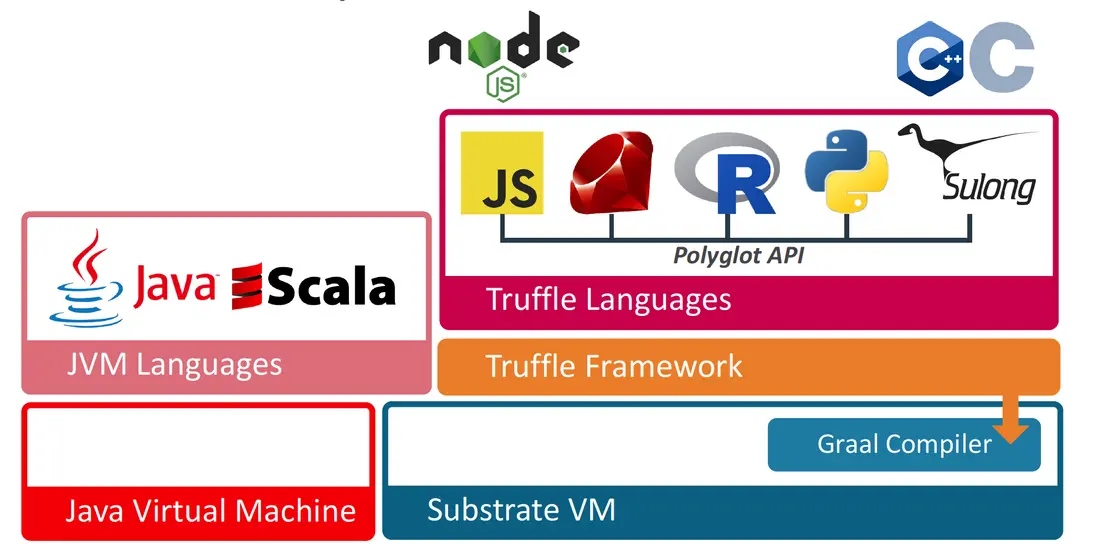 node
JS
C++
C
JS
R
Sulong
Polyglot API
Truffle Languages
Java Scala
JVM Languages
Truffle Framework
Graal Compiler
Java Virtual Machine
Substrate VM